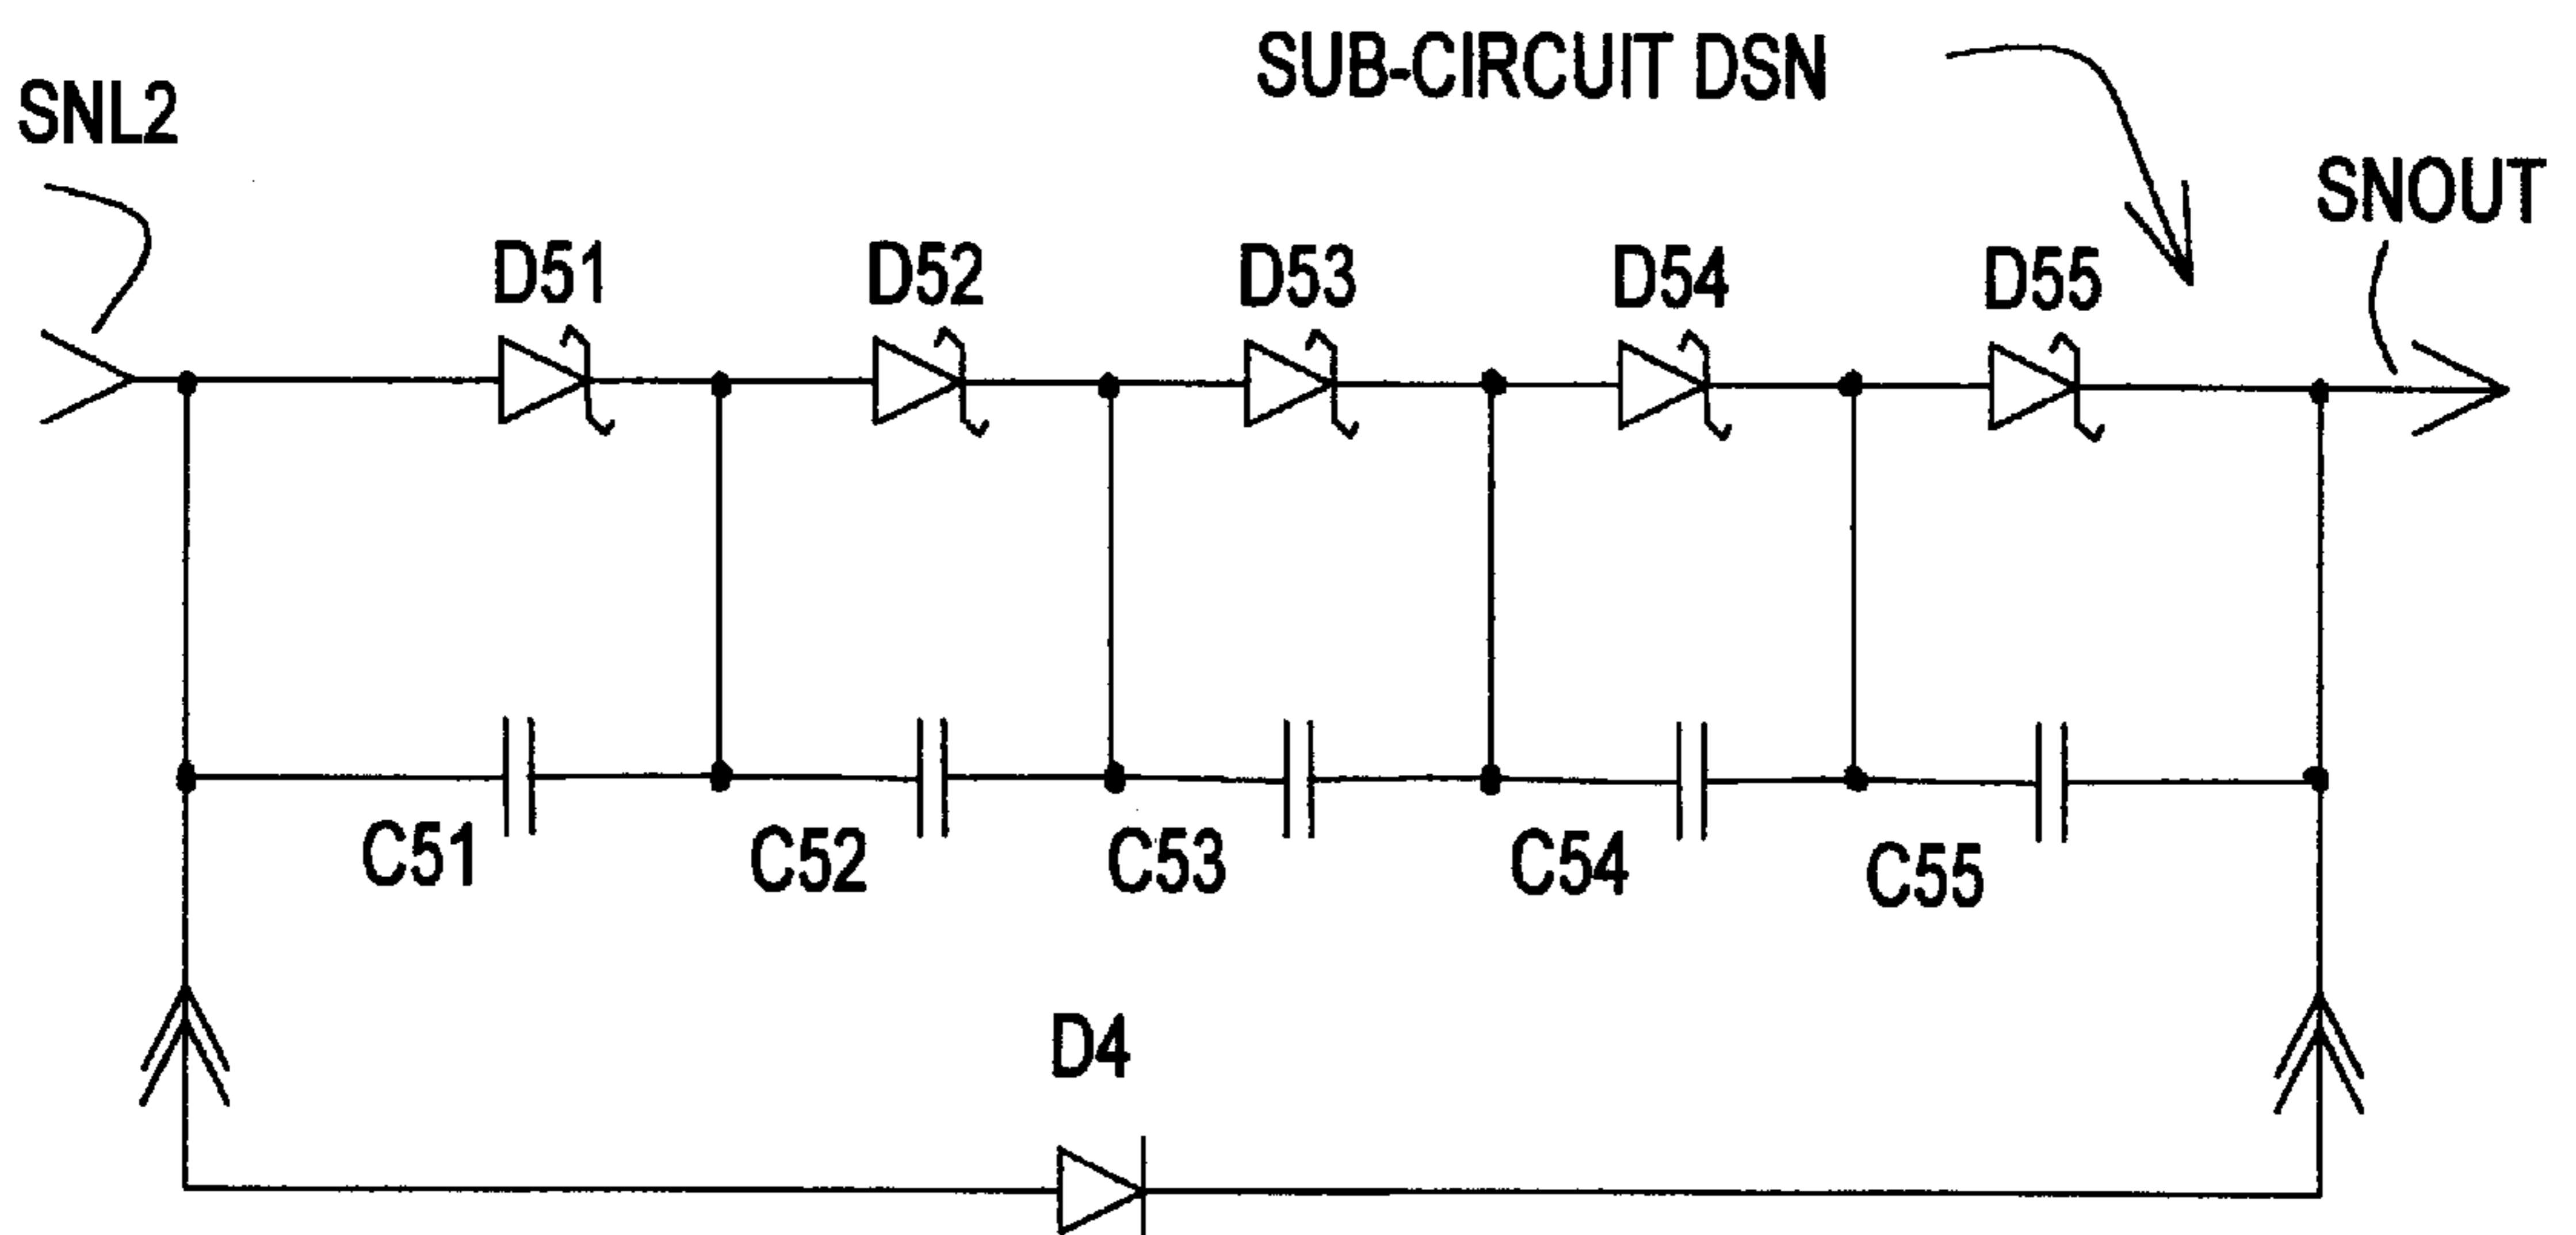 SUB-CIRCUIT DSN
SNL2
SNOUT
D51
D52
D53
D54
D55
C51
C52
C53
C54
C55
D4